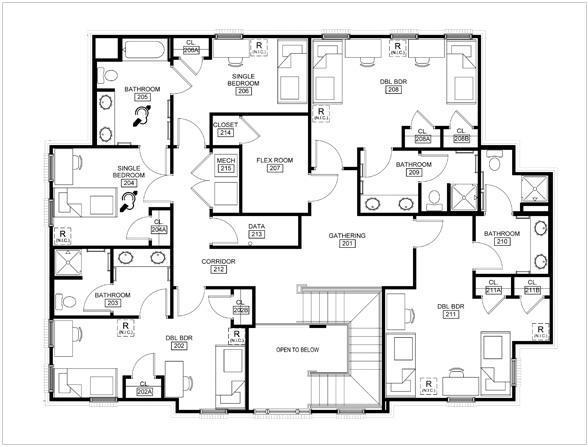 CL
206A
R
(N.I.C.)
SINGLE
BEDROOM
206
R
(N.I.C.)
DBL BDR
208
R
(N.I.C.)
BATHROOM
205
CLOSET
214
CL
208A
CL
208B
MECH
215
FLEX ROOM
207
BATHROOM
209
SINGLE
BEDROOM
204
CL
204A
R
(N.I.C.)
DATA
213
GATHERING
201
BATHROOM
210
CORRIDOR
212
BATHROOM
203
CL
202B
R
(N.I.C.)
R
(N.I.C.)
DBL BDR
202
CL
202A
OPEN TO BELOW
CL
211A
CL
211B
DBL BDR
211
R
(N.I.C.)
R
(N.I.C.)